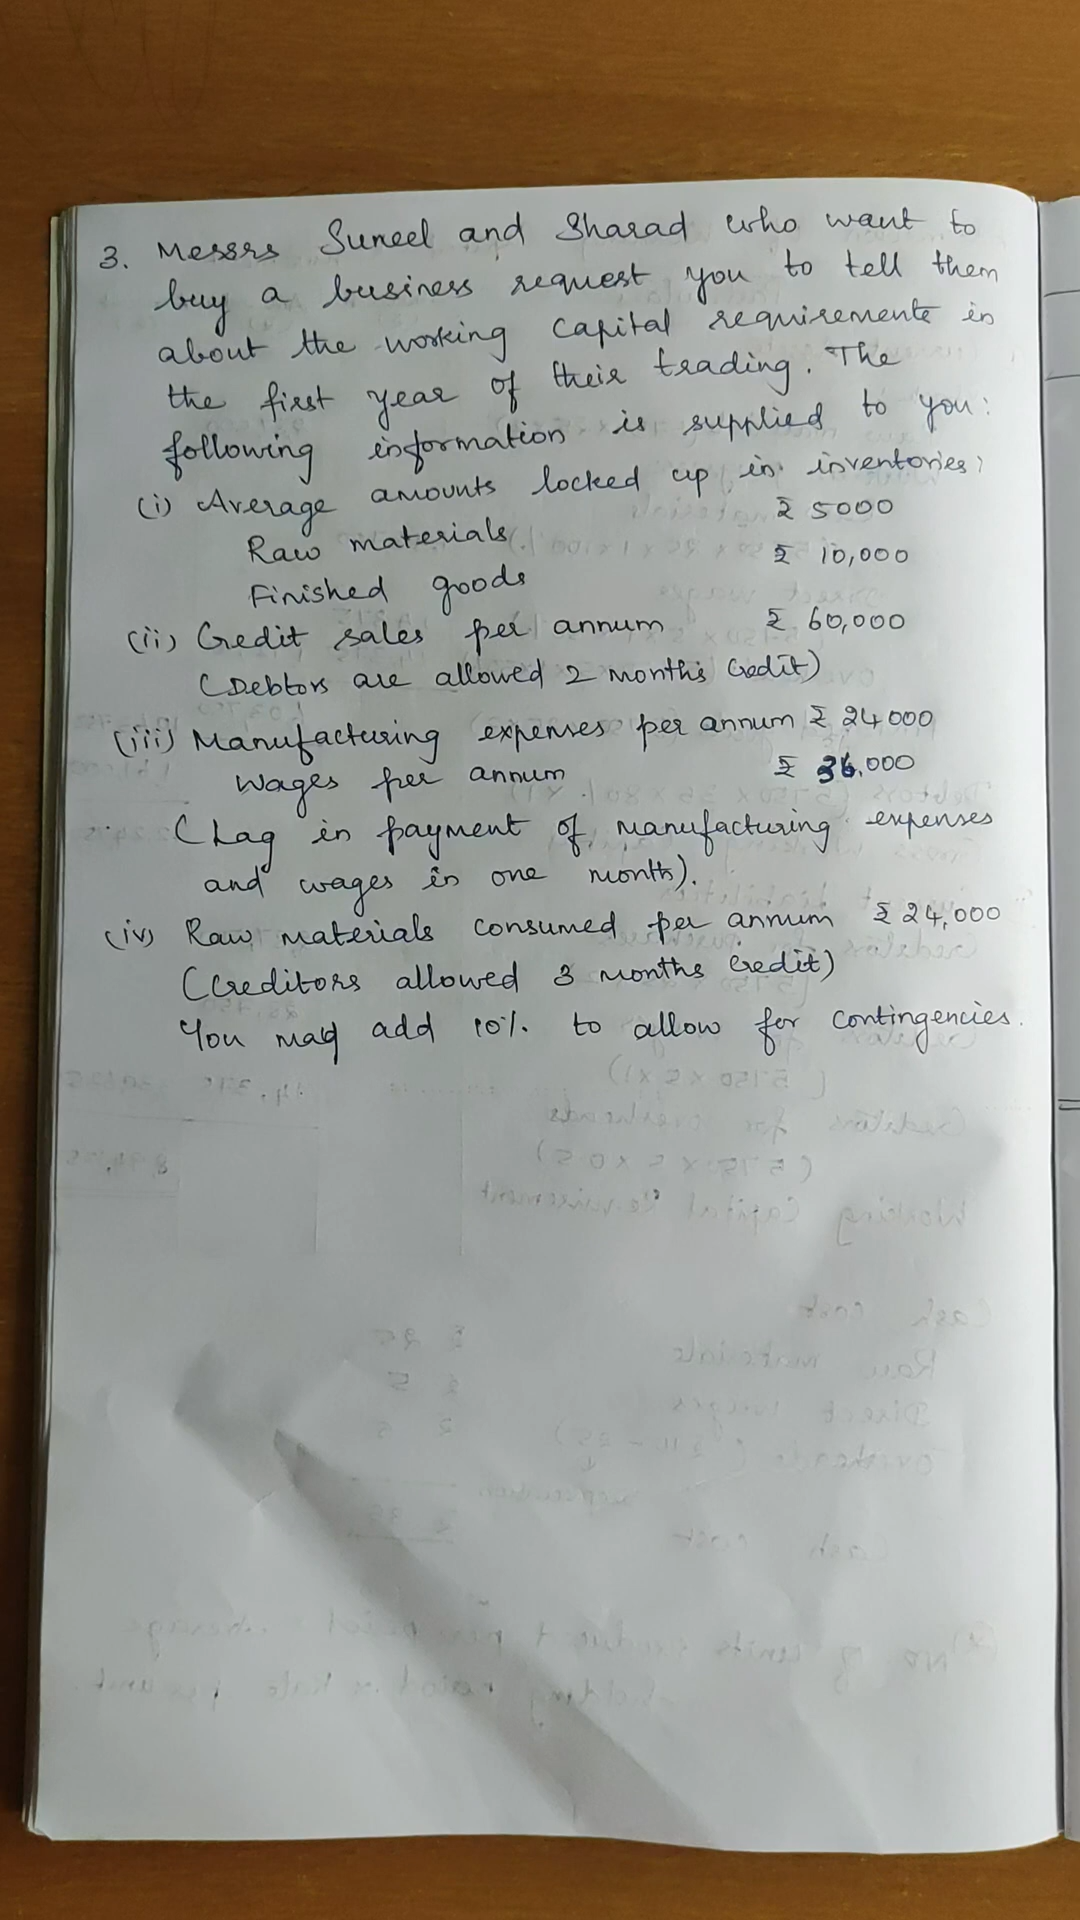 3. Messrs Suneel and Sharad who want to
buy a business request you to tell them
about the working capital requirements in
the first year of their trading. The
following information is supplied to you:
(i) Average amounts locked up in inventories:
Raw materials. ₹ 5000
Finished goods ₹ 10,000
(ii) Credit sales per annum ₹ 60,000
(Debtors are allowed 2 months credit)
(iii) Manufacturing expenses per annum ₹ 24000
Wages per annum ₹ 36,000
(Lag in payment of manufacturing expenses
and wages is one month).
(iv) Raw materials consumed per annum ₹ 24,000
(Creditors allowed 3 months credit)
You may add 10% to allow for contingencies.